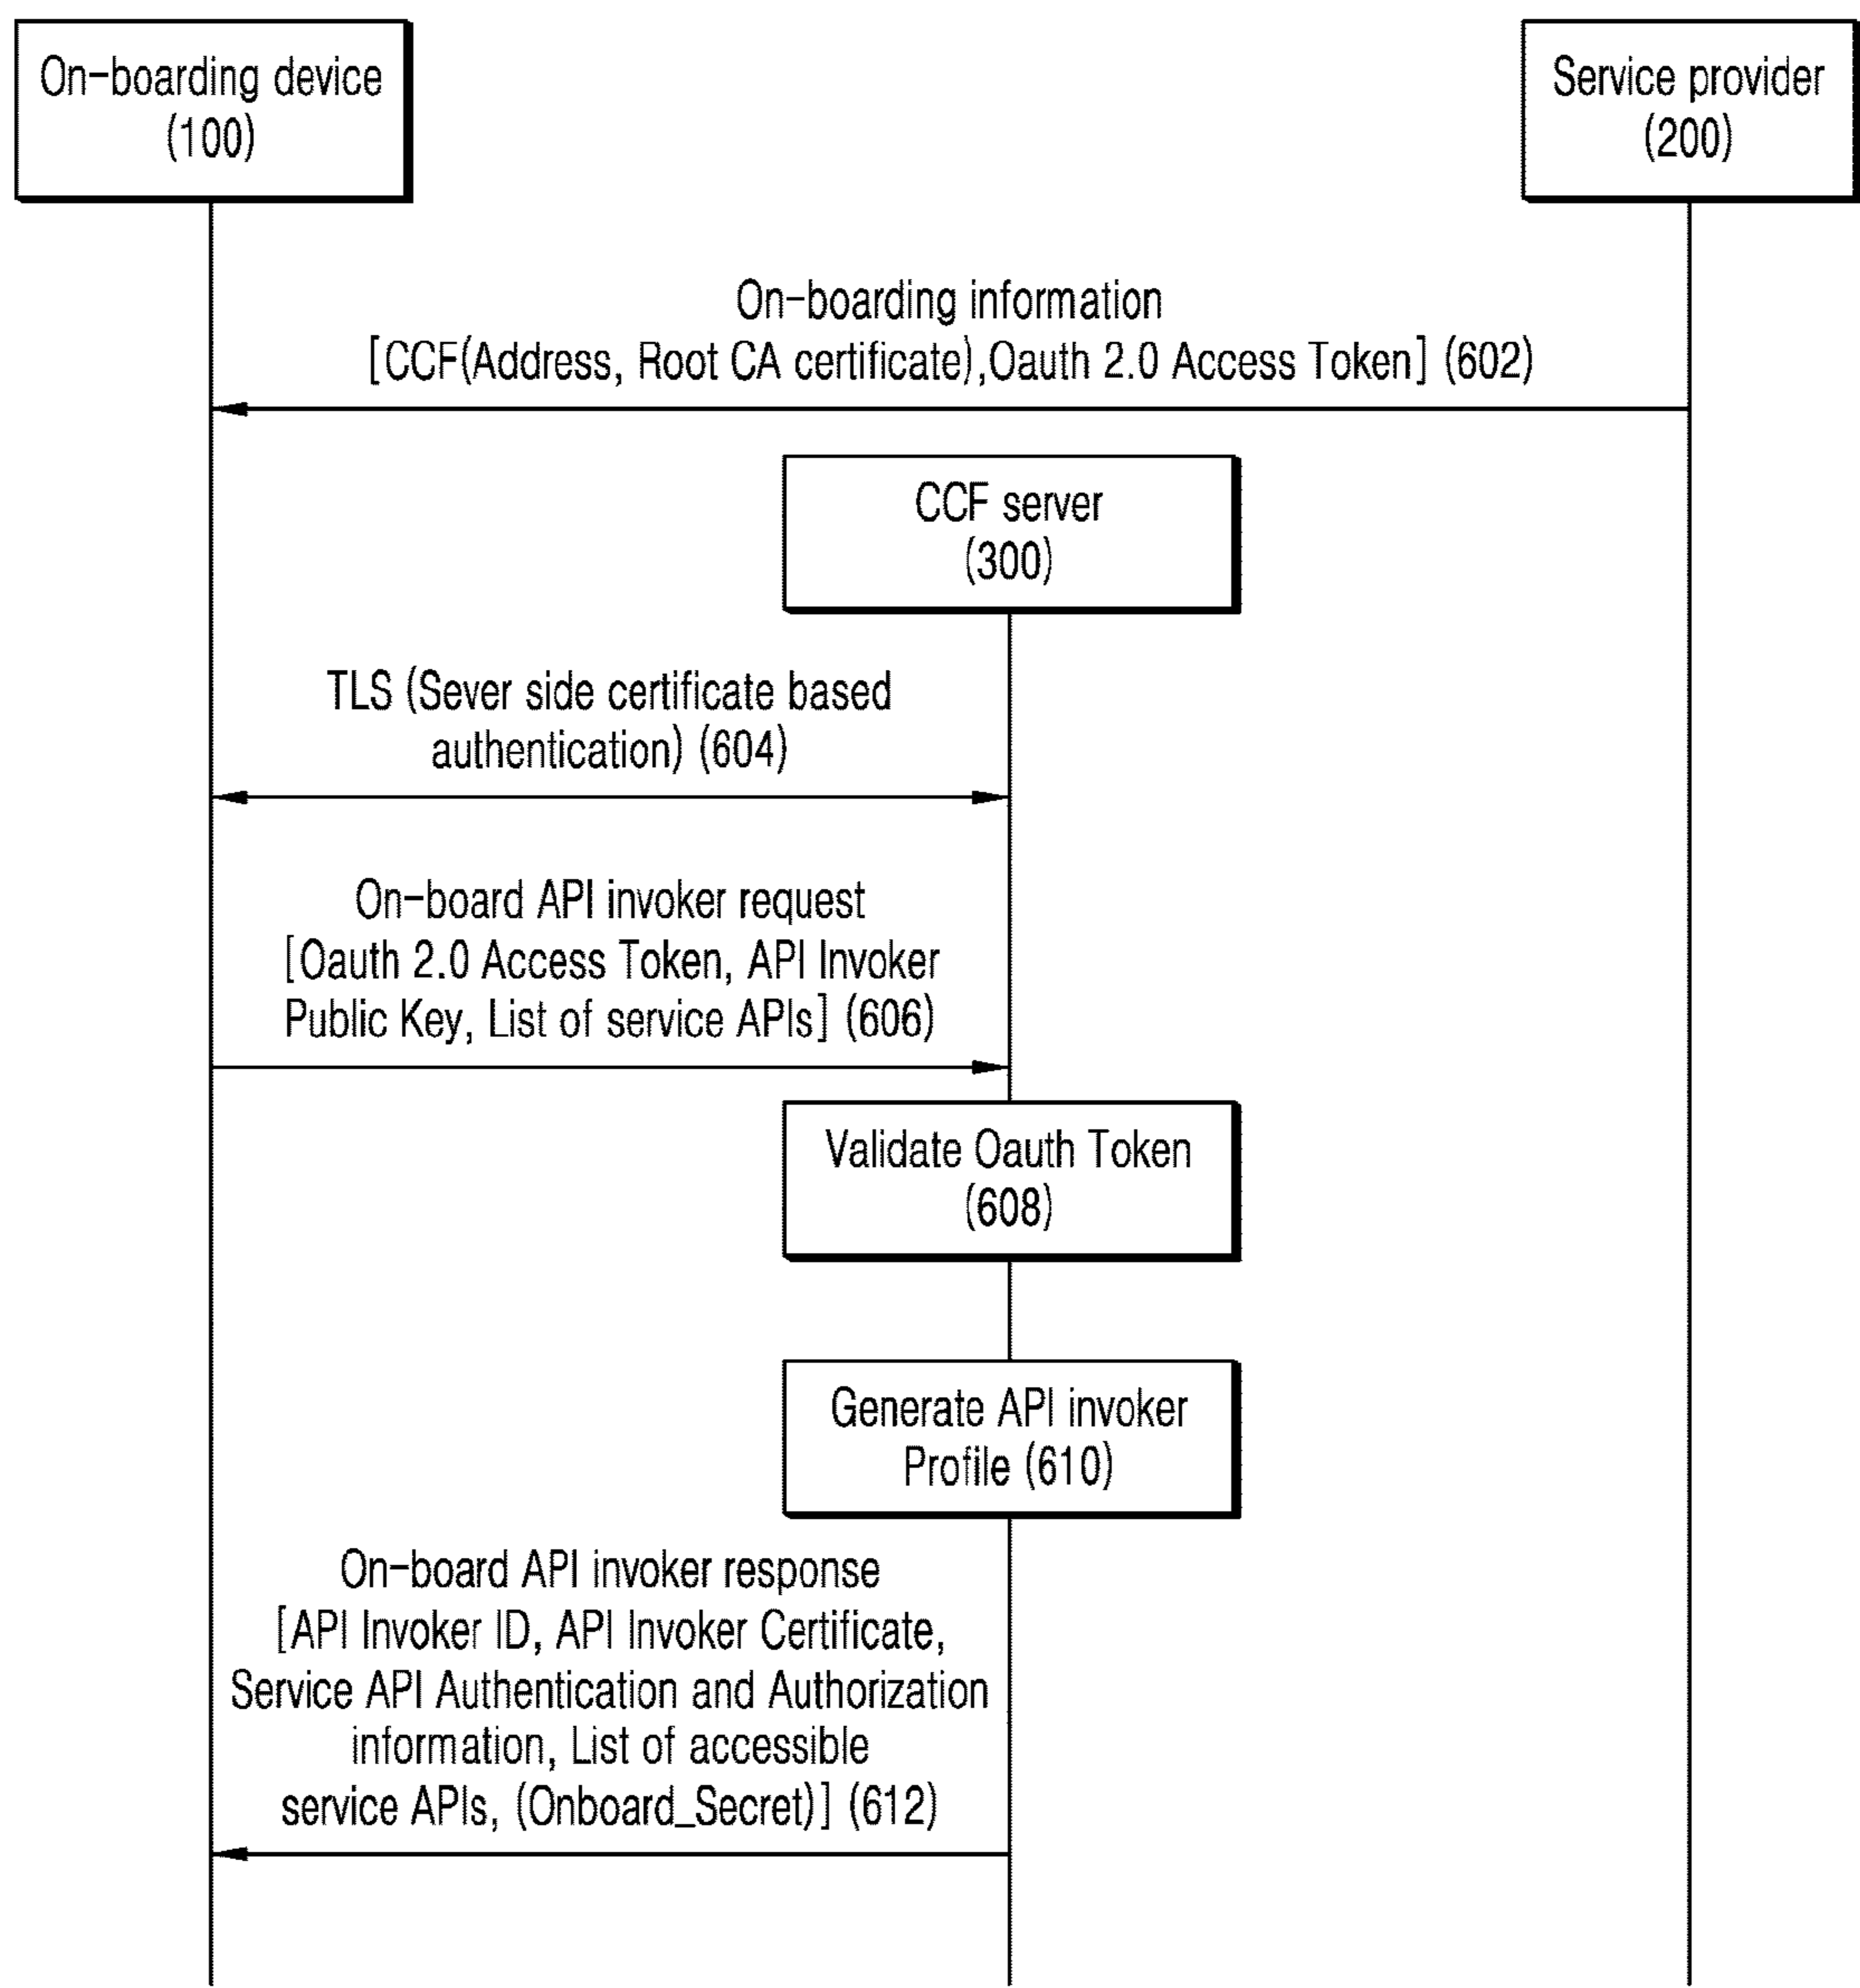 On-boarding device
(100)
Service provider
(200)
On-boarding information
[CCF(Address, Root CA certificate),Oauth 2.0 Access Token] (602)
CCF server
(300)
TLS (Sever side certificate based
authentication) (604)
On-board API invoker request
[Oauth 2.0 Access Token, API Invoker
Public Key, List of service APIs] (606)
Validate Oauth Token
(608)
Generate API invoker
Profile (610)
On-board API invoker response
[API Invoker ID, API Invoker Certificate,
Service API Authentication and Authorization
information, List of accessible
service APIs, (Onboard_Secret)] (612)